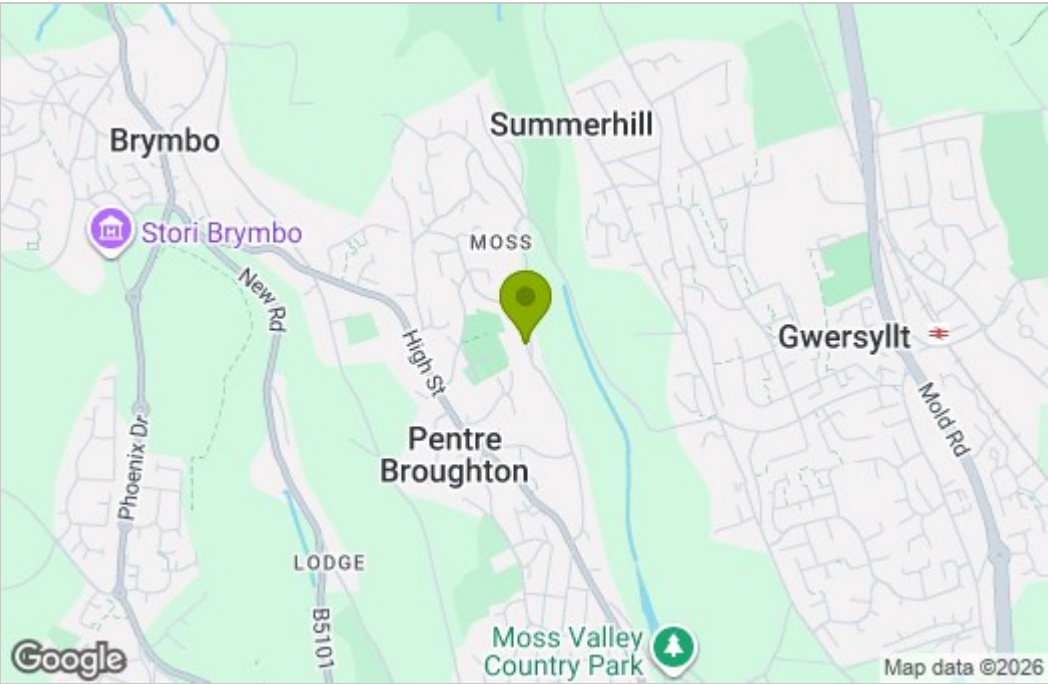 Summerhill
Brymbo
Stori Brymbo
MOSS
New Rd
High St
Gwersyllt
Mold Rd
Pentre
Broughton
Phoenix Dr
LODGE
B5101
Moss Valley
Country Park
Google
Map data ©2026